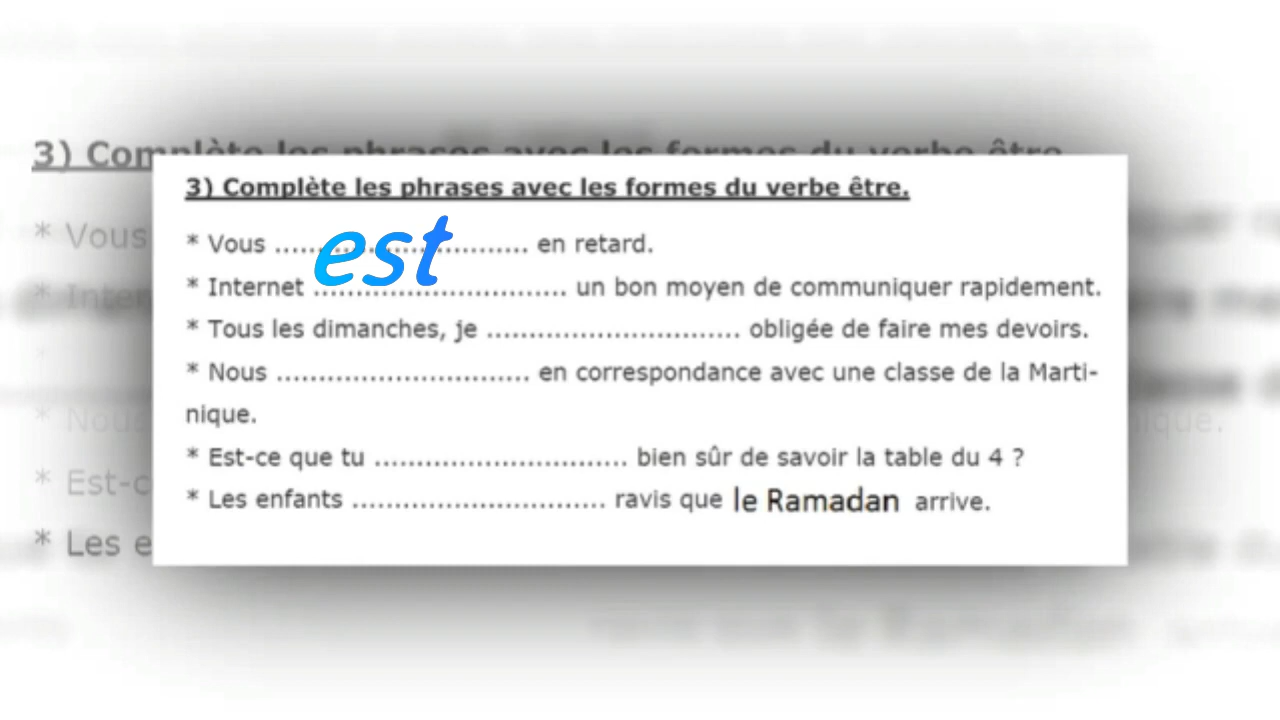 3) Complète les phrases avec les formes du verbe être.
* Vous .............................. en retard.
est
* Internet .............................. un bon moyen de communiquer rapidement.
* Tous les dimanches, je .............................. obligée de faire mes devoirs.
* Nous .............................. en correspondance avec une classe de la Marti-
nique.
* Est-ce que tu .............................. bien sûr de savoir la table du 4 ?
* Les enfants .............................. ravis que le Ramadan arrive.